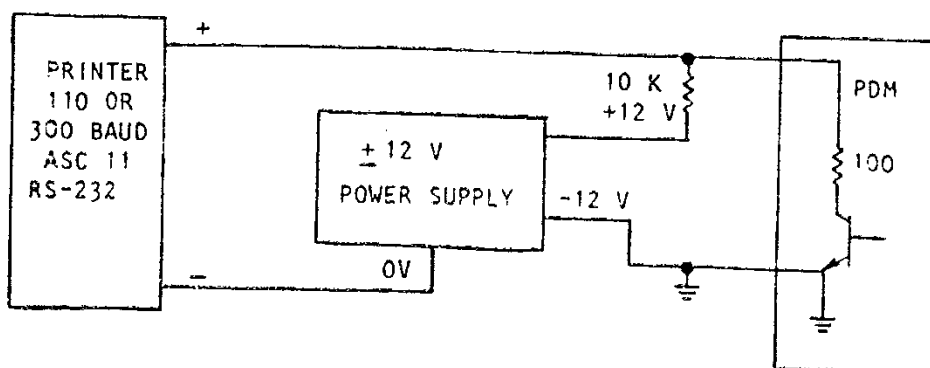 +
PRINTER
110 OR
300 BAUD
ASC 11
RS-232
-
± 12 V
POWER SUPPLY
0V
10 K
+12 V
-12 V
PDM
100